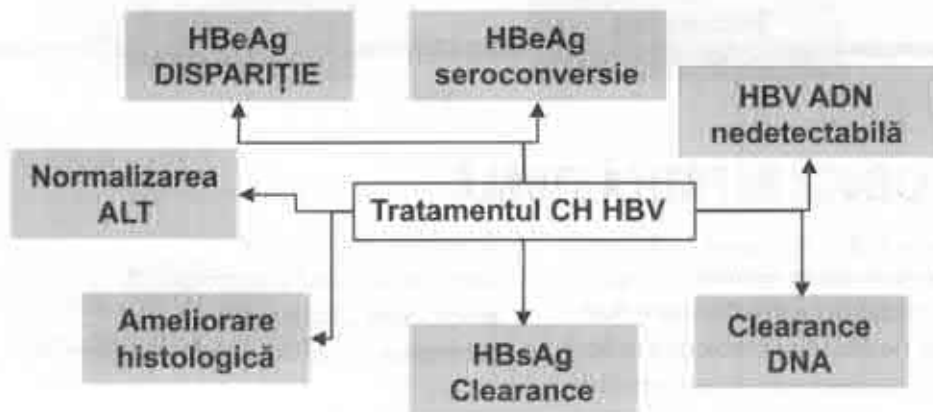 HBeAg
DISPARIȚIE
HBeAg
seroconversie
HBV ADN
nedetectabilă
Normalizarea
ALT
Tratamentul CH HBV
Ameliorare
histologică
HBsAg
Clearance
Clearance
DNA